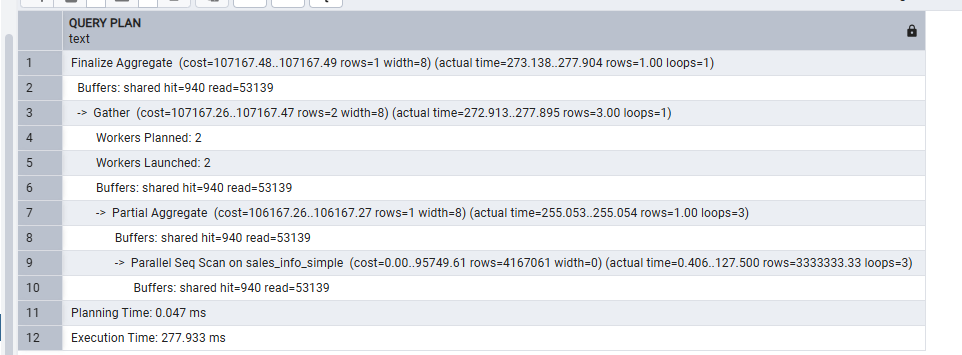 QUERY PLAN
text
1 Finalize Aggregate (cost=107167.48..107167.49 rows=1 width=8) (actual time=273.138..277.904 rows=1.00 loops=1)
2 Buffers: shared hit=940 read=53139
3 -> Gather (cost=107167.26..107167.47 rows=2 width=8) (actual time=272.913..277.895 rows=3.00 loops=1)
4 Workers Planned: 2
5 Workers Launched: 2
6 Buffers: shared hit=940 read=53139
7 -> Partial Aggregate (cost=106167.26..106167.27 rows=1 width=8) (actual time=255.053..255.054 rows=1.00 loops=3)
8 Buffers: shared hit=940 read=53139
9 -> Parallel Seq Scan on sales_info_simple (cost=0.00..95749.61 rows=4167061 width=0) (actual time=0.406..127.500 rows=3333333.33 loops=3)
10 Buffers: shared hit=940 read=53139
11 Planning Time: 0.047 ms
12 Execution Time: 277.933 ms